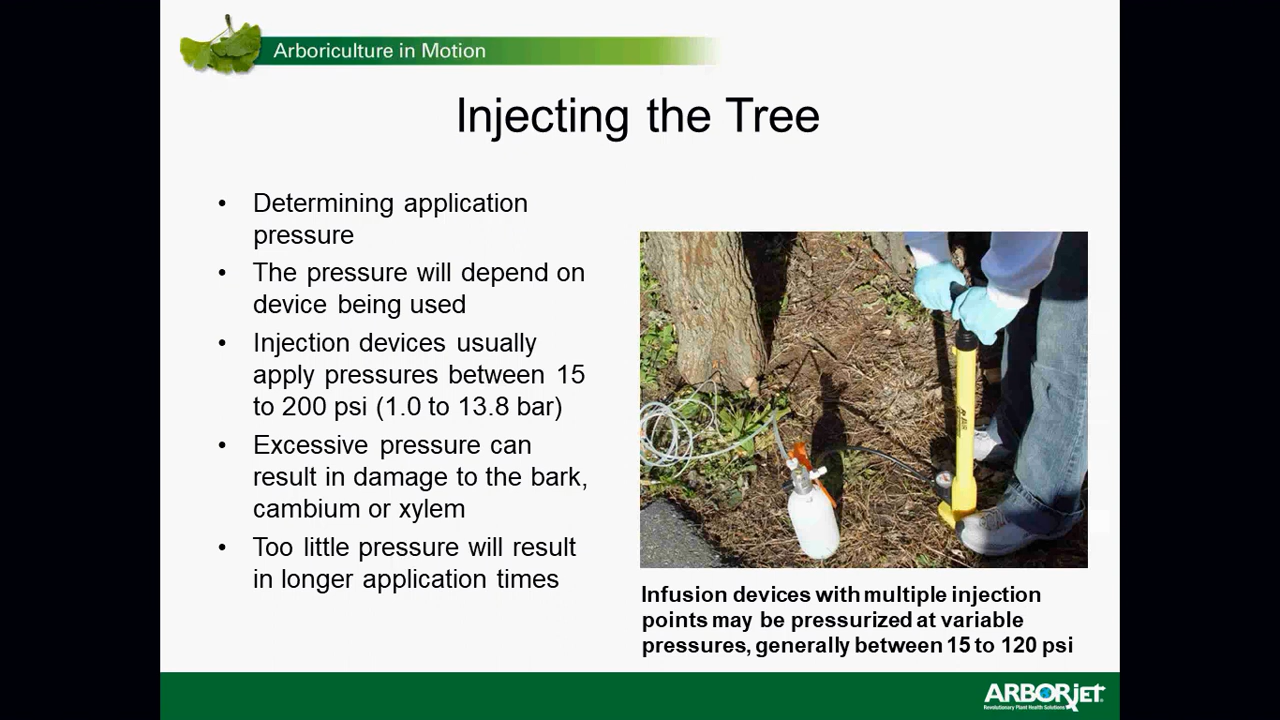 Arboriculture in Motion
Injecting the Tree
• Determining application
pressure
• The pressure will depend on
device being used
• Injection devices usually
apply pressures between 15
to 200 psi (1.0 to 13.8 bar)
• Excessive pressure can
result in damage to the bark,
cambium or xylem
• Too little pressure will result
in longer application times
Infusion devices with multiple injection
points may be pressurized at variable
pressures, generally between 15 to 120 psi
ARBORjet
Revolutionary Plant Health Solutions